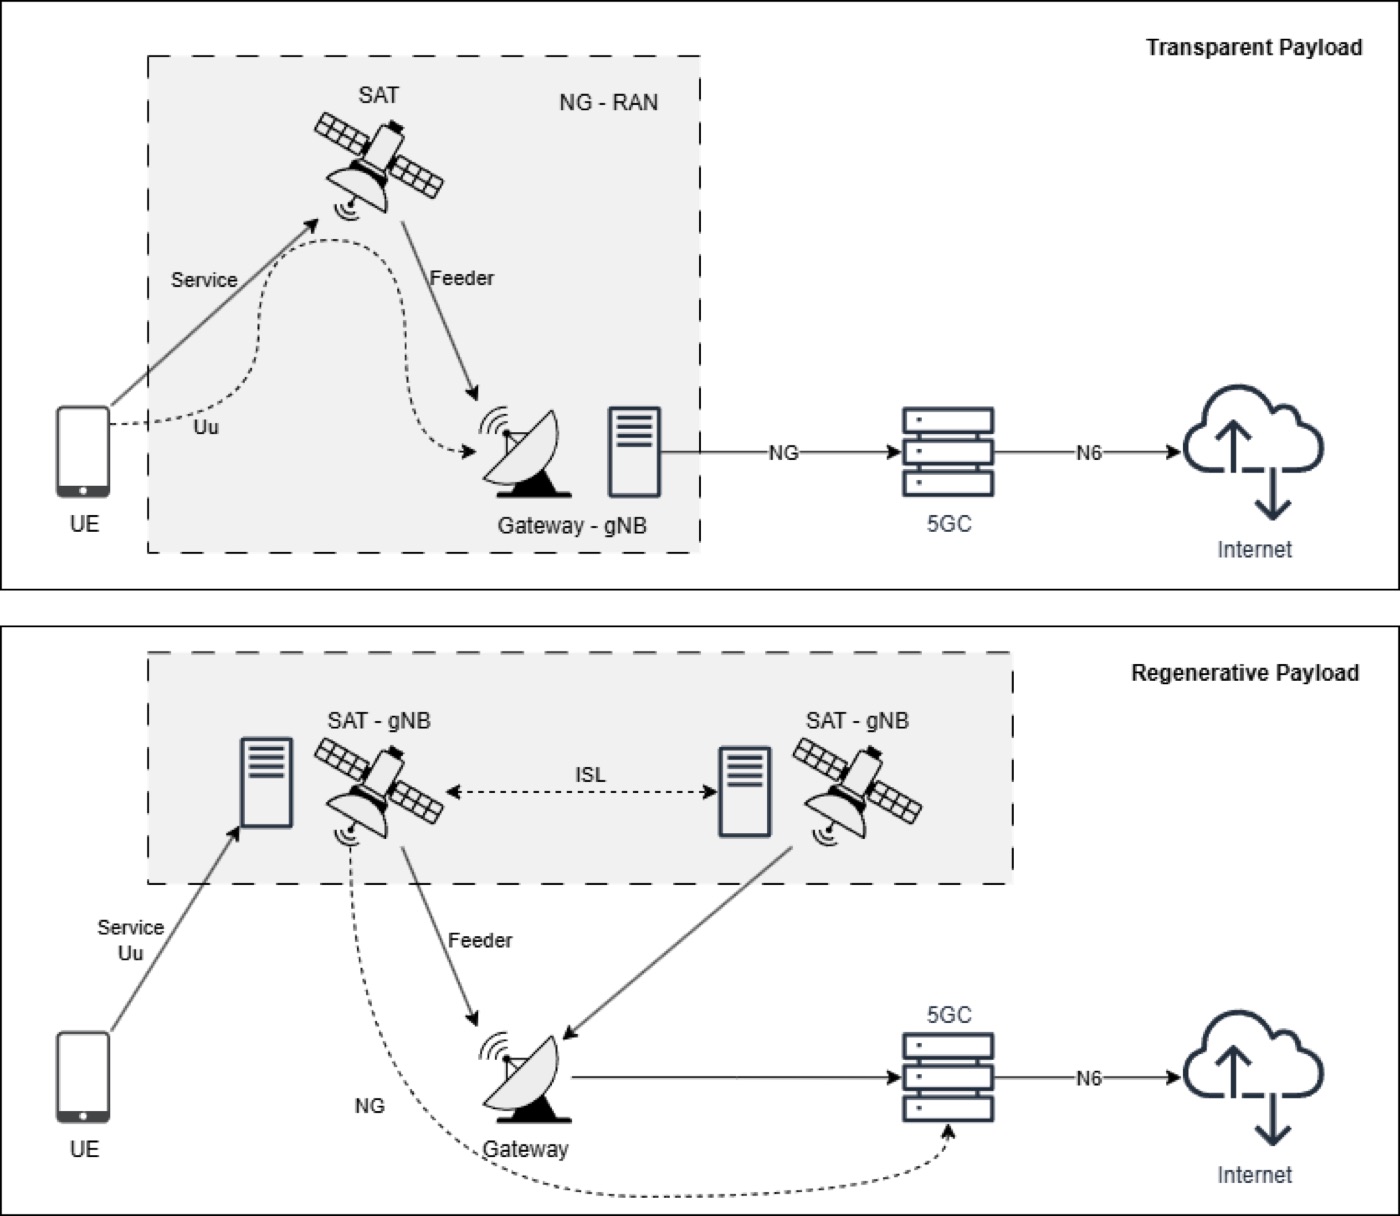 Transparent Payload
SAT
NG - RAN
Service
Feeder
Uu
NG
N6
UE
Gateway - gNB
5GC
Internet
Regenerative Payload
SAT - gNB
SAT - gNB
ISL
Service
Uu
Feeder
5GC
N6
NG
UE
Gateway
Internet